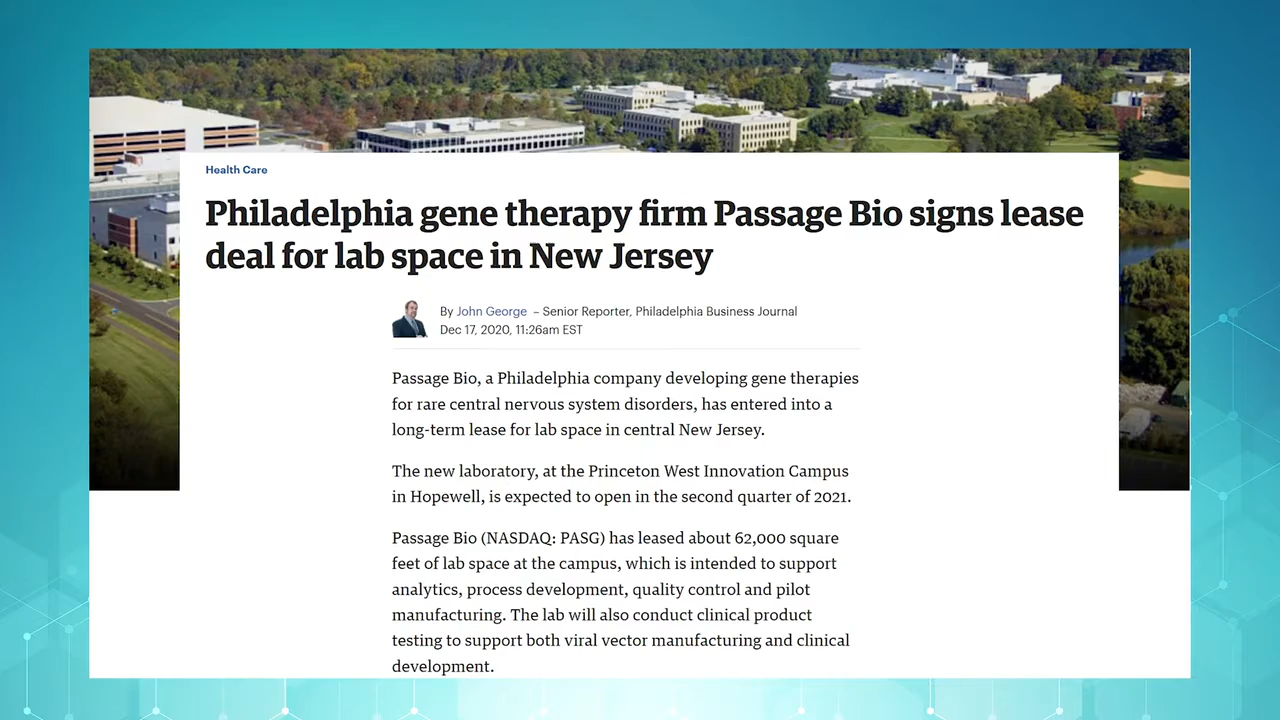 Health Care
Philadelphia gene therapy firm Passage Bio signs lease
deal for lab space in New Jersey
By John George – Senior Reporter, Philadelphia Business Journal
Dec 17, 2020, 11:26am EST
Passage Bio, a Philadelphia company developing gene therapies
for rare central nervous system disorders, has entered into a
long-term lease for lab space in central New Jersey.
The new laboratory, at the Princeton West Innovation Campus
in Hopewell, is expected to open in the second quarter of 2021.
Passage Bio (NASDAQ: PASG) has leased about 62,000 square
feet of lab space at the campus, which is intended to support
analytics, process development, quality control and pilot
manufacturing. The lab will also conduct clinical product
testing to support both viral vector manufacturing and clinical
development.